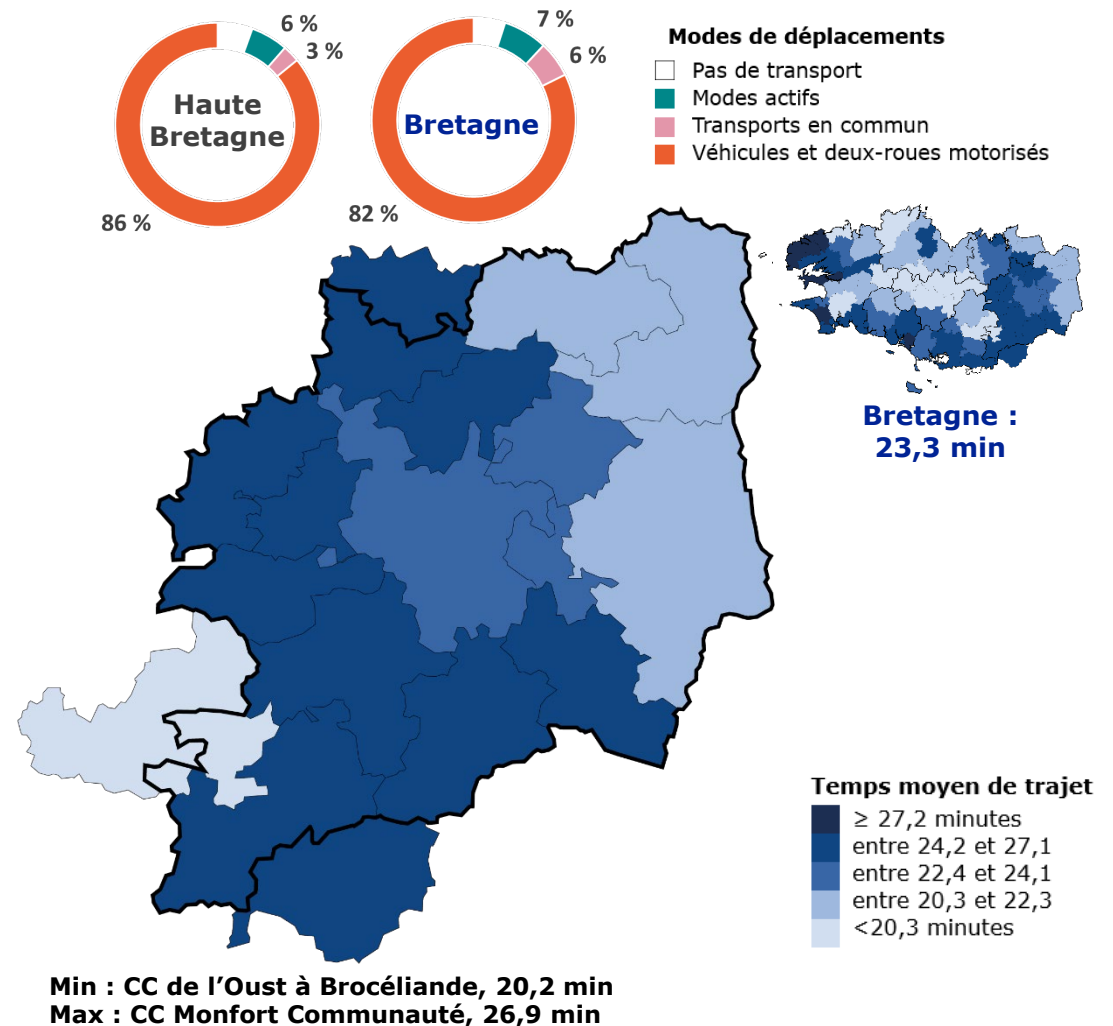 6 %
3 %
Haute
Bretagne
86 %
7 %
6 %
Bretagne
82 %
Modes de déplacements
Pas de transport
Modes actifs
Transports en commun
Véhicules et deux-roues motorisés
Bretagne :
23,3 min
Temps moyen de trajet
≥ 27,2 minutes
entre 24,2 et 27,1
entre 22,4 et 24,1
entre 20,3 et 22,3
<20,3 minutes
Min : CC de l’Oust à Brocéliande, 20,2 min
Max : CC Monfort Communauté, 26,9 min